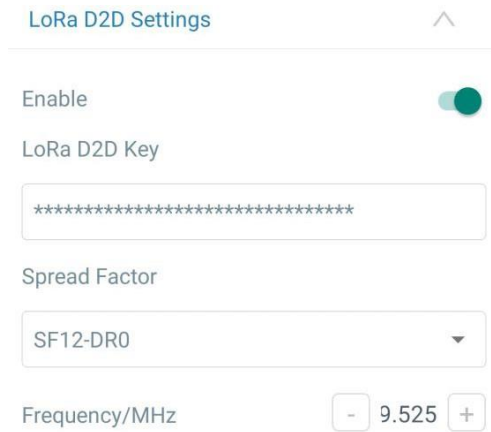 LoRa D2D Settings
Enable
LoRa D2D Key
********************************
Spread Factor
SF12-DR0
Frequency/MHz - 9.525 +